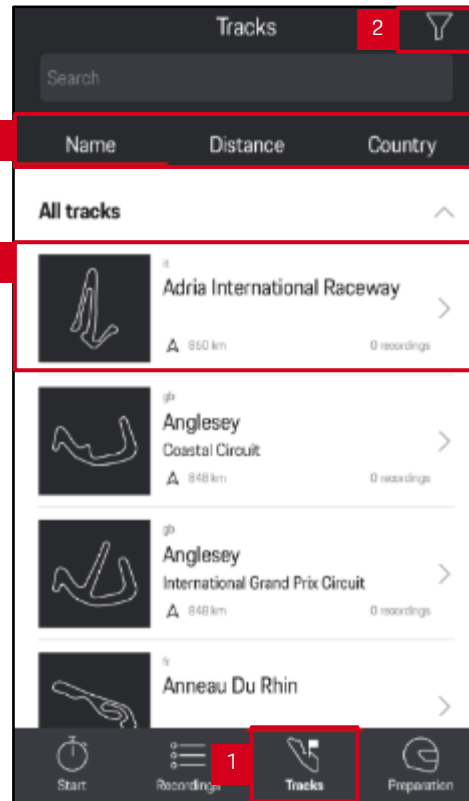 Tracks
2
Search
Name Distance Country
All tracks
it
Adria International Raceway
850 km 0 recordings
gb
Anglesey
Coastal Circuit
848 km 0 recordings
gb
Anglesey
International Grand Prix Circuit
848 km 0 recordings
fr
Anneau Du Rhin
1
Start Recordings Tracks Preparation